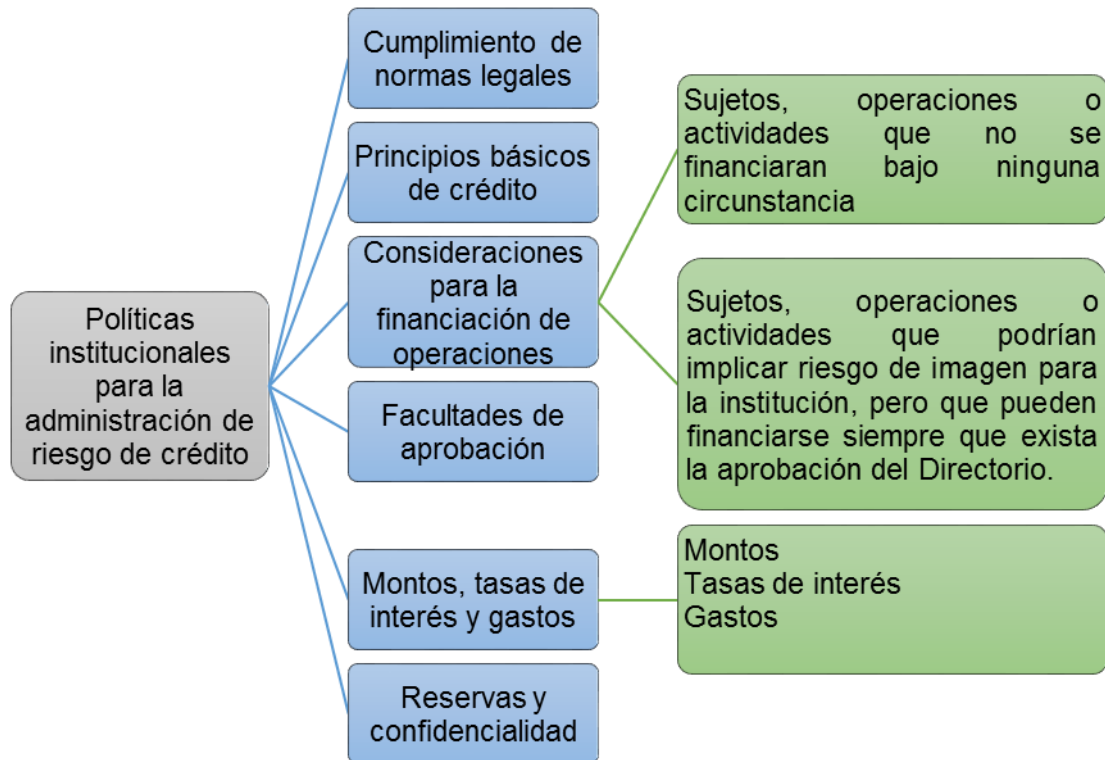 Políticas
institucionales
para la
administración de
riesgo de crédito
Cumplimiento de
normas legales
Principios básicos
de crédito
Consideraciones
para la
financiación de
operaciones
Facultades de
aprobación
Montos, tasas de
interés y gastos
Reservas y
confidencialidad
Sujetos, operaciones o
actividades que no se
financiaran bajo ninguna
circunstancia
Sujetos, operaciones o
actividades que podrían
implicar riesgo de imagen para
la institución, pero que pueden
financiarse siempre que exista
la aprobación del Directorio.
Montos
Tasas de interés
Gastos